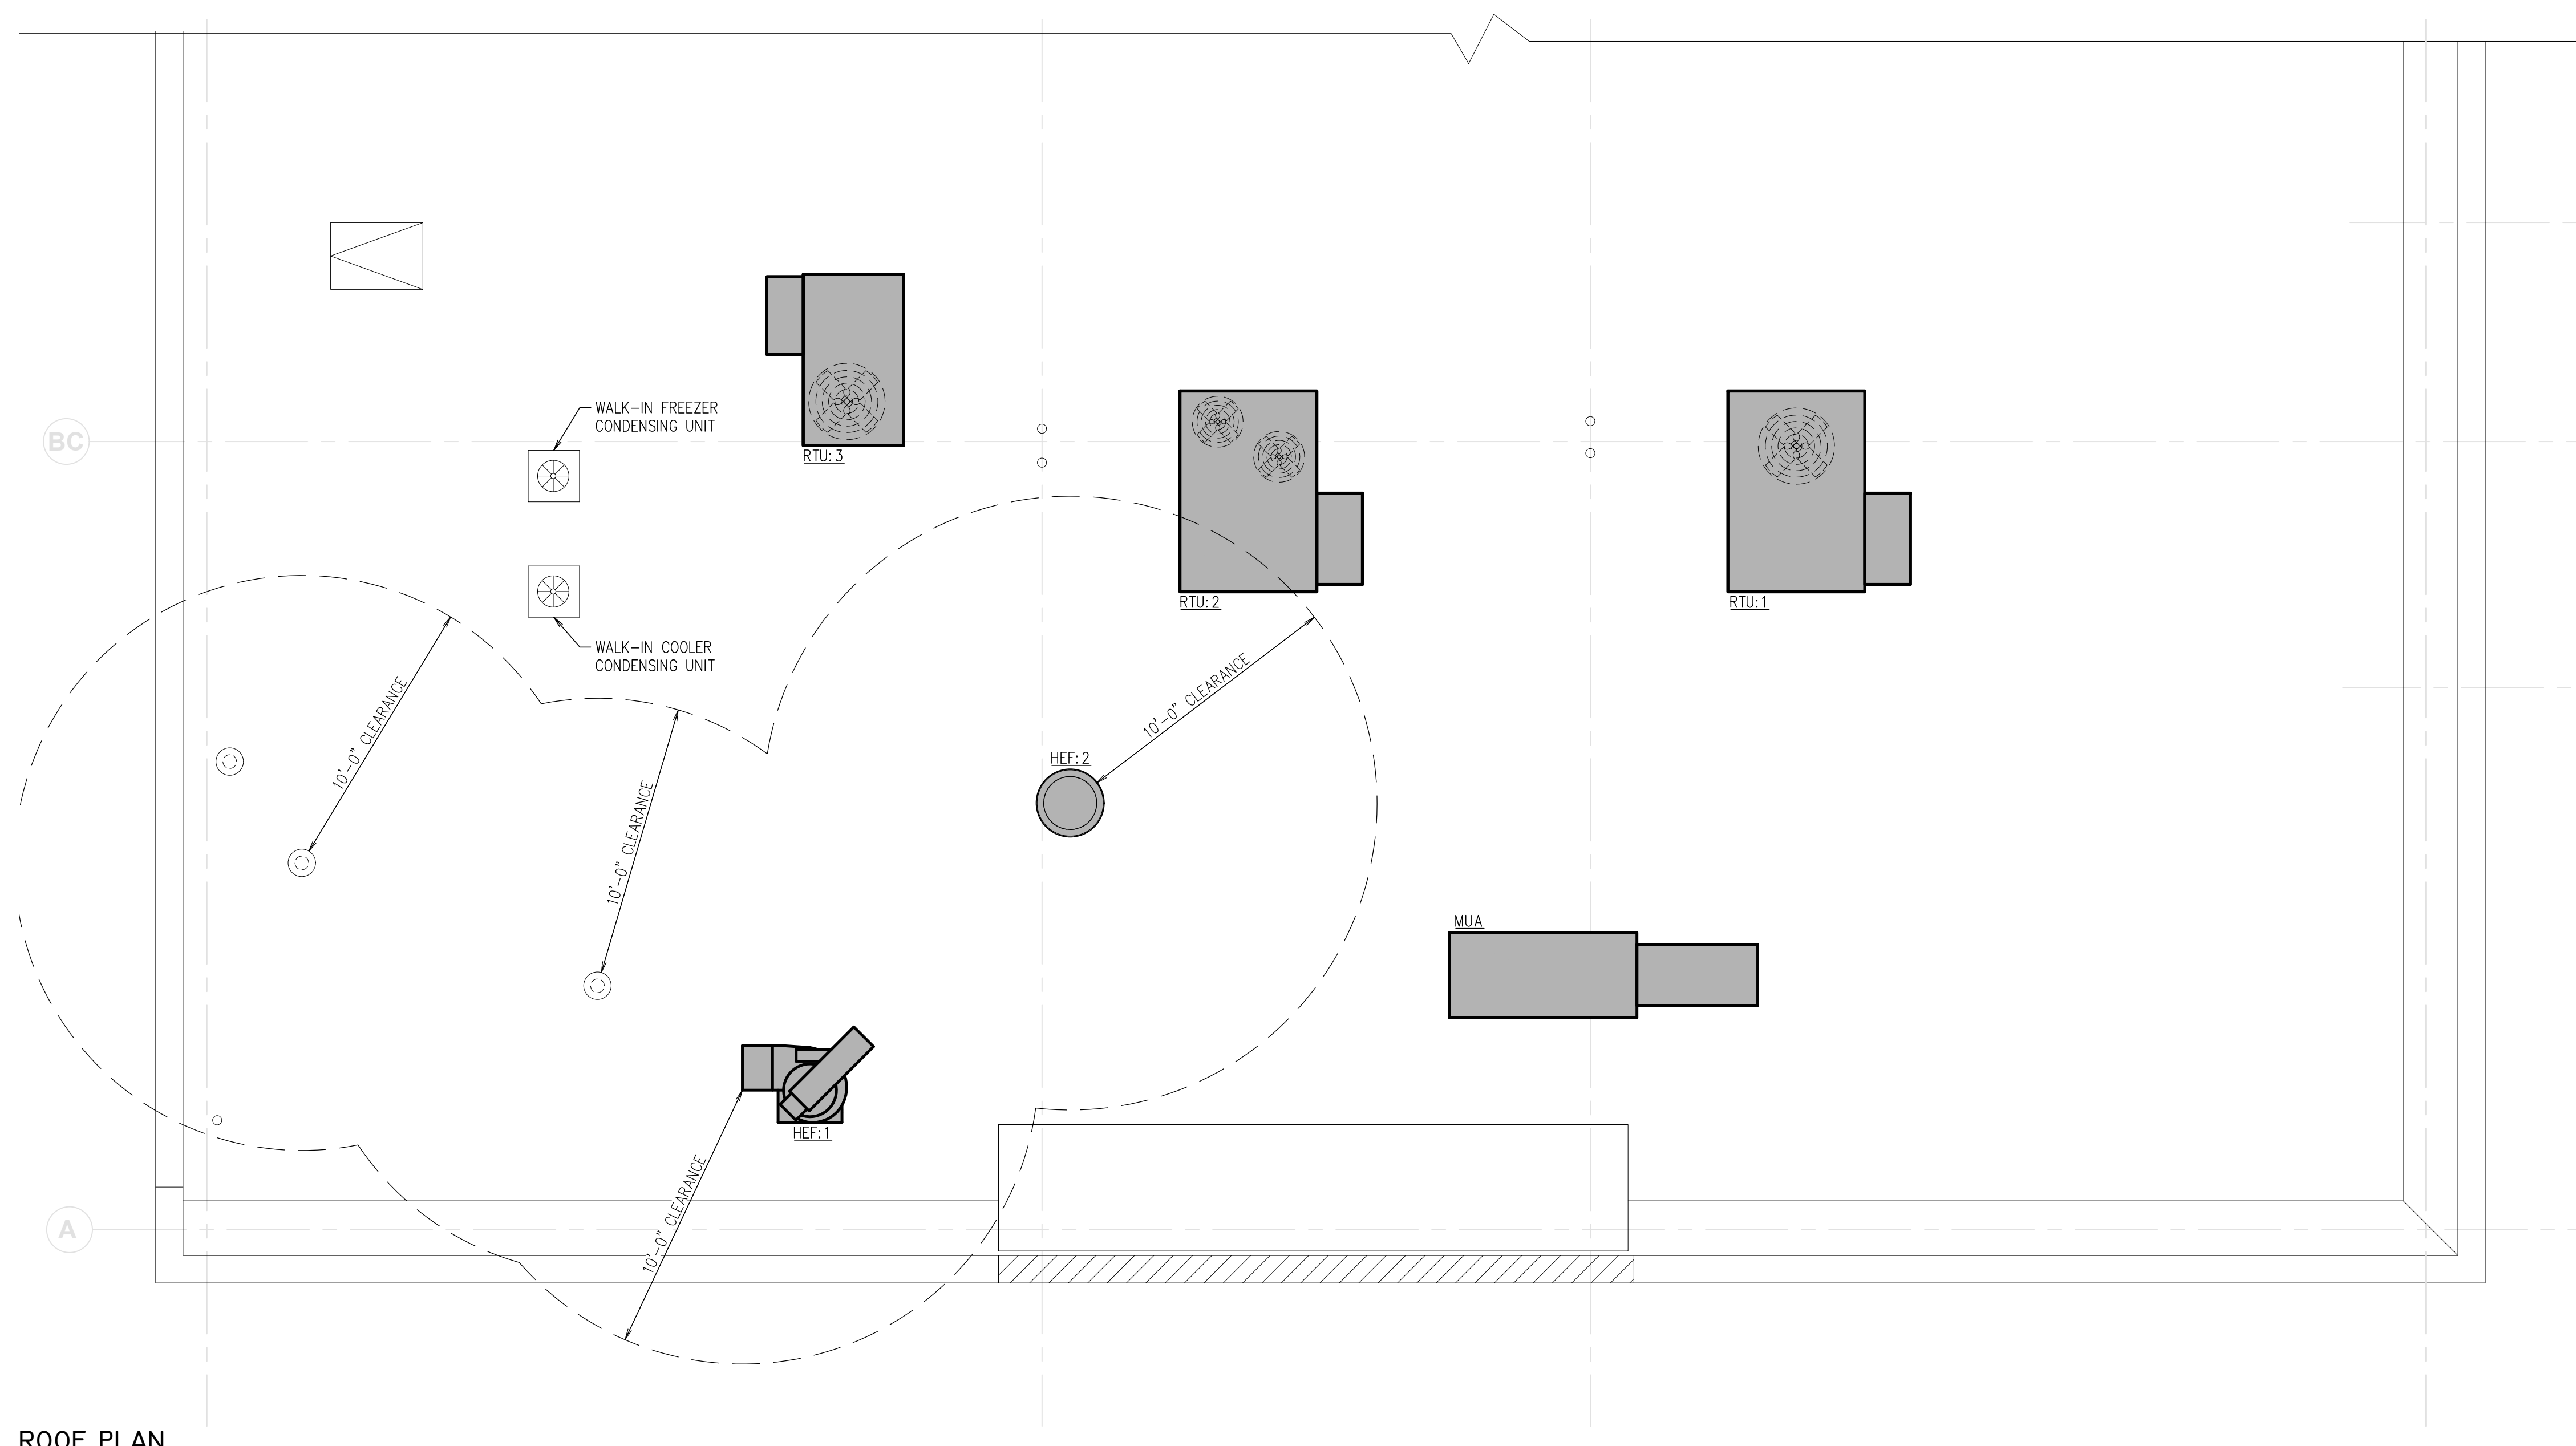 WALK-IN FREEZER
CONDENSING UNIT
BC
RTU:3
RTU:2
RTU:1
WALK-IN COOLER
CONDENSING UNIT
10'-0" CLEARANCE
10'-0" CLEARANCE
10'-0" CLEARANCE
HEF:2
MUA
HEF:1
10'-0" CLEARANCE
A
ROOF PLAN